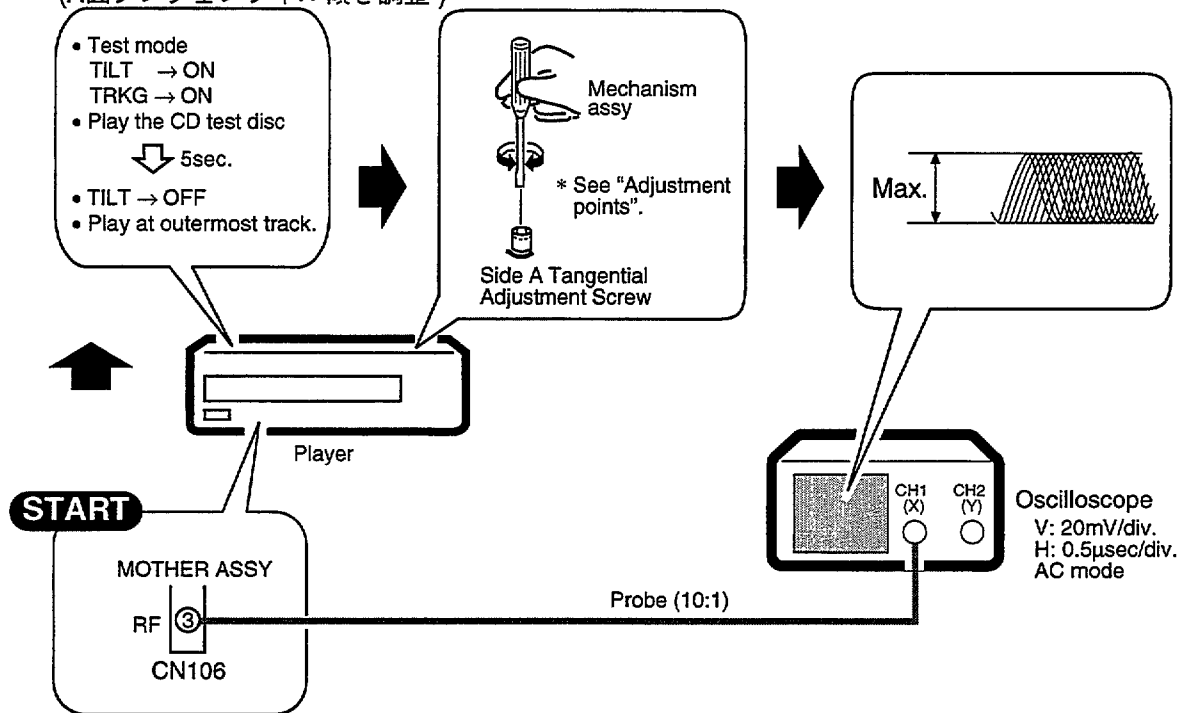 • Test mode
TILT → ON
TRKG → ON
• Play the CD test disc
5sec.
• TILT → OFF
• Play at outermost track.
Mechanism
assy
* See “Adjustment
points”.
Side A Tangential
Adjustment Screw
Max.
Player
START
MOTHER ASSY
RF ③
CN106
Probe (10:1)
CH1
(X)
CH2
(Y)
Oscilloscope
V: 20mV/div.
H: 0.5μsec/div.
AC mode